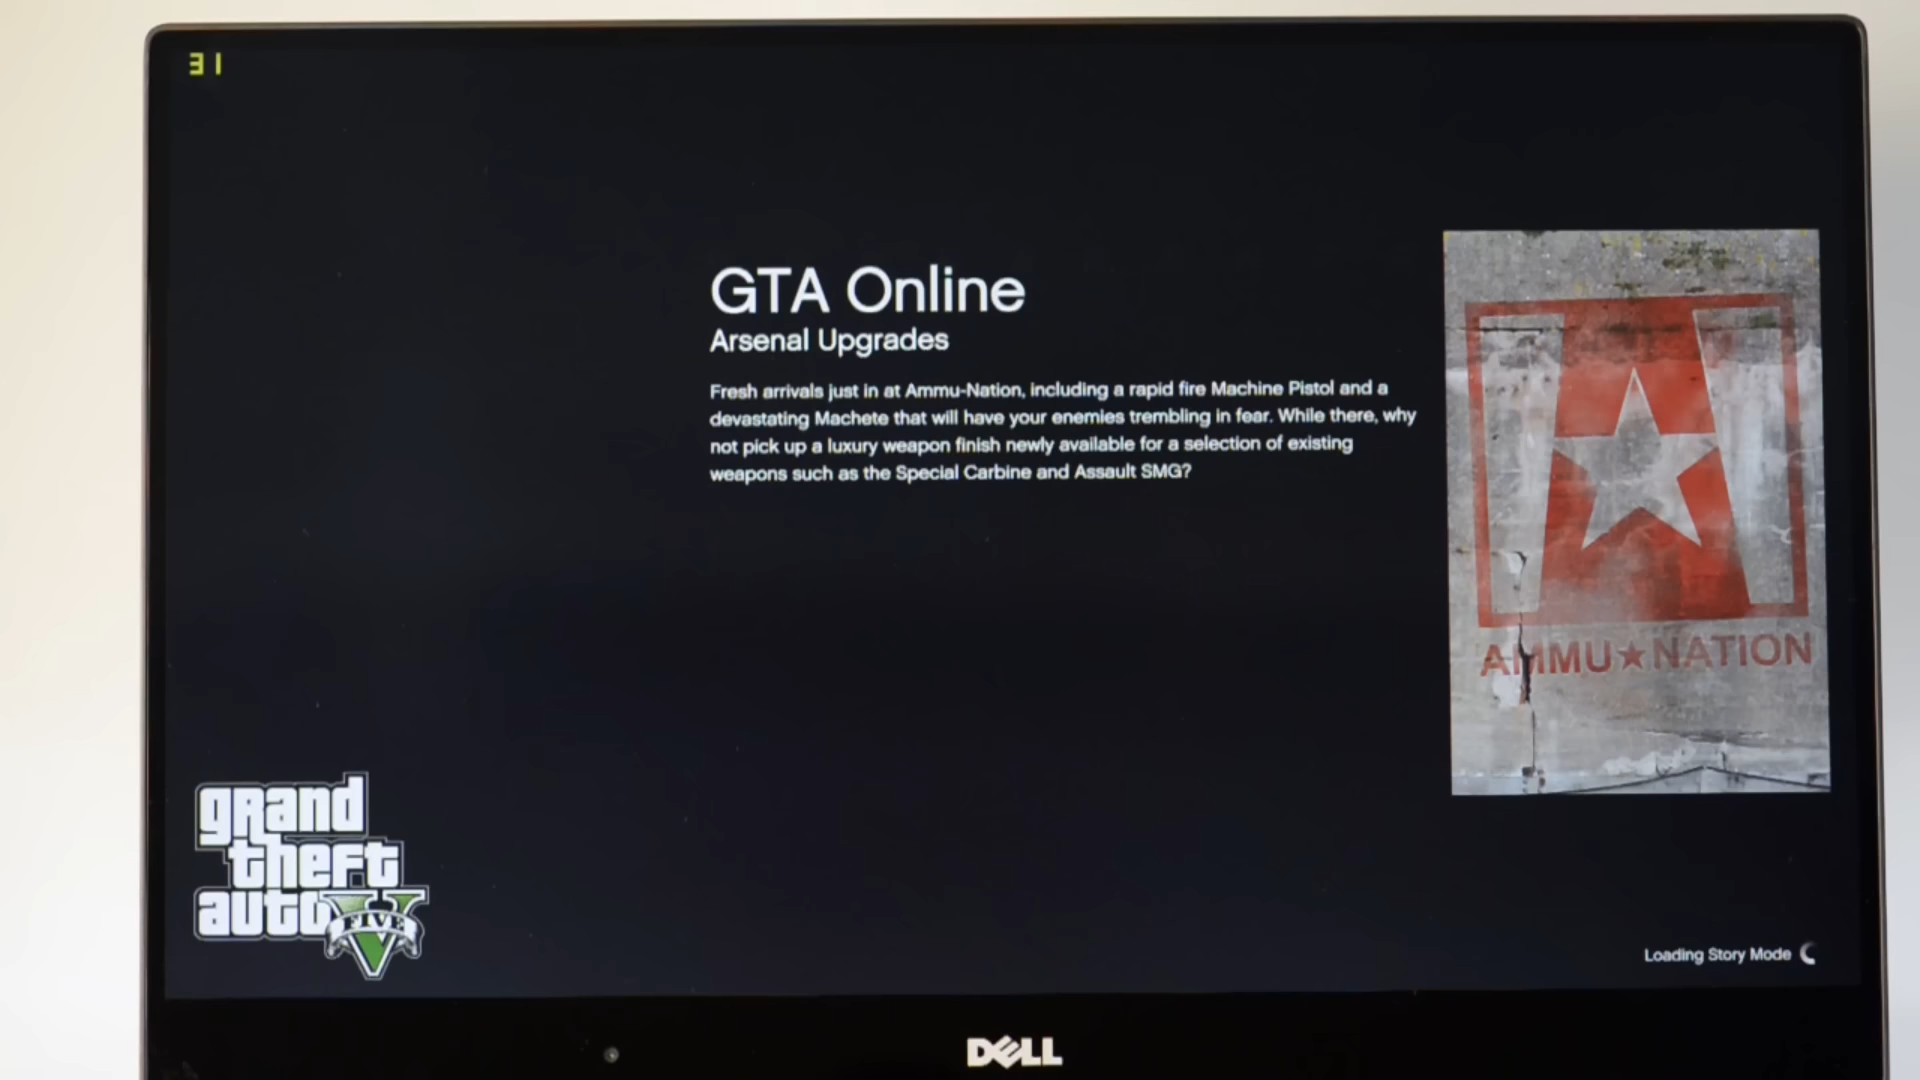 31
GTA Online
Arsenal Upgrades
Fresh arrivals just in at Ammu-Nation, including a rapid fire Machine Pistol and a
devastating Machete that will have your enemies trembling in fear. While there, why
not pick up a luxury weapon finish newly available for a selection of existing
weapons such as the Special Carbine and Assault SMG?
AMMU★NATION
grand
theft
auto
FIVE
V
Loading Story Mode
DELL